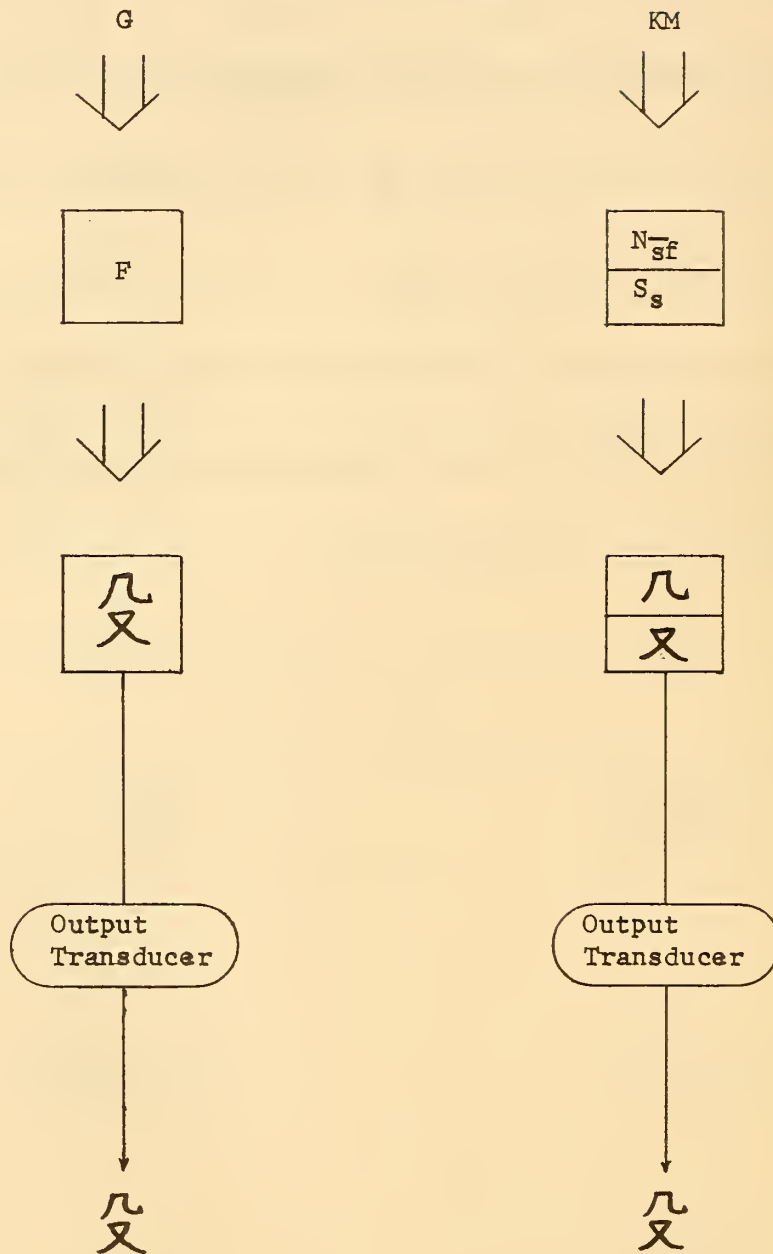 G KM
F
N_sf̅
S_s
殳
几
又
Output
Transducer
Output
Transducer
殳 殳